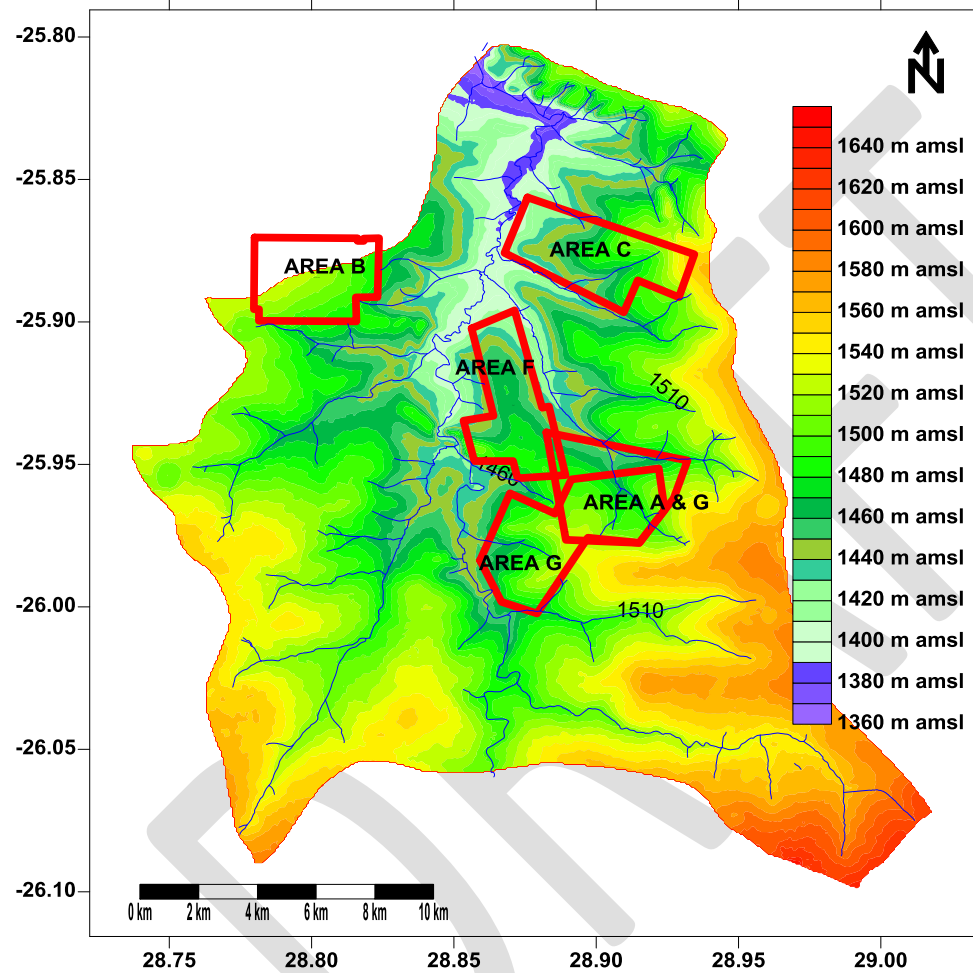 -25.80
-25.85
-25.90
-25.95
-26.00
-26.05
-26.10
N
1640 m amsl
1620 m amsl
1600 m amsl
1580 m amsl
1560 m amsl
1540 m amsl
1520 m amsl
1500 m amsl
1480 m amsl
1460 m amsl
1440 m amsl
1420 m amsl
1400 m amsl
1380 m amsl
1360 m amsl
AREA B
AREA C
AREA F
1510
1460
AREA A & G
AREA G
1510
DRAFT
0 km 2 km 4 km 6 km 8 km 10 km
28.75 28.80 28.85 28.90 28.95 29.00